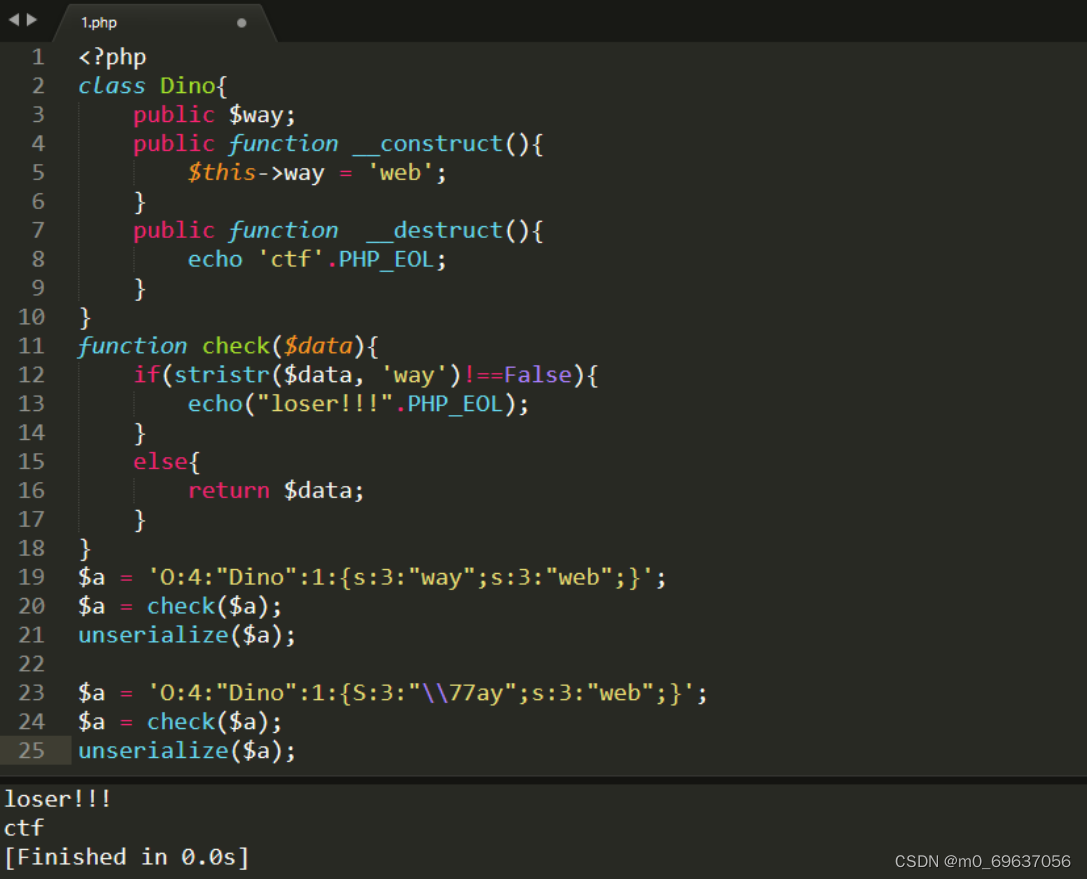 1.php
1 <?php
2 class Dino{
3     public $way;
4     public function __construct(){
5         $this->way = 'web';
6     }
7     public function  __destruct(){
8         echo 'ctf'.PHP_EOL;
9     }
10 }
11 function check($data){
12     if(stristr($data, 'way')!==False){
13         echo("loser!!!".PHP_EOL);
14     }
15     else{
16         return $data;
17     }
18 }
19 $a = 'O:4:"Dino":1:{s:3:"way";s:3:"web";}';
20 $a = check($a);
21 unserialize($a);
22
23 $a = 'O:4:"Dino":1:{S:3:"\\77ay";s:3:"web";}';
24 $a = check($a);
25 unserialize($a);
loser!!!
ctf
[Finished in 0.0s]
CSDN @m0_69637056